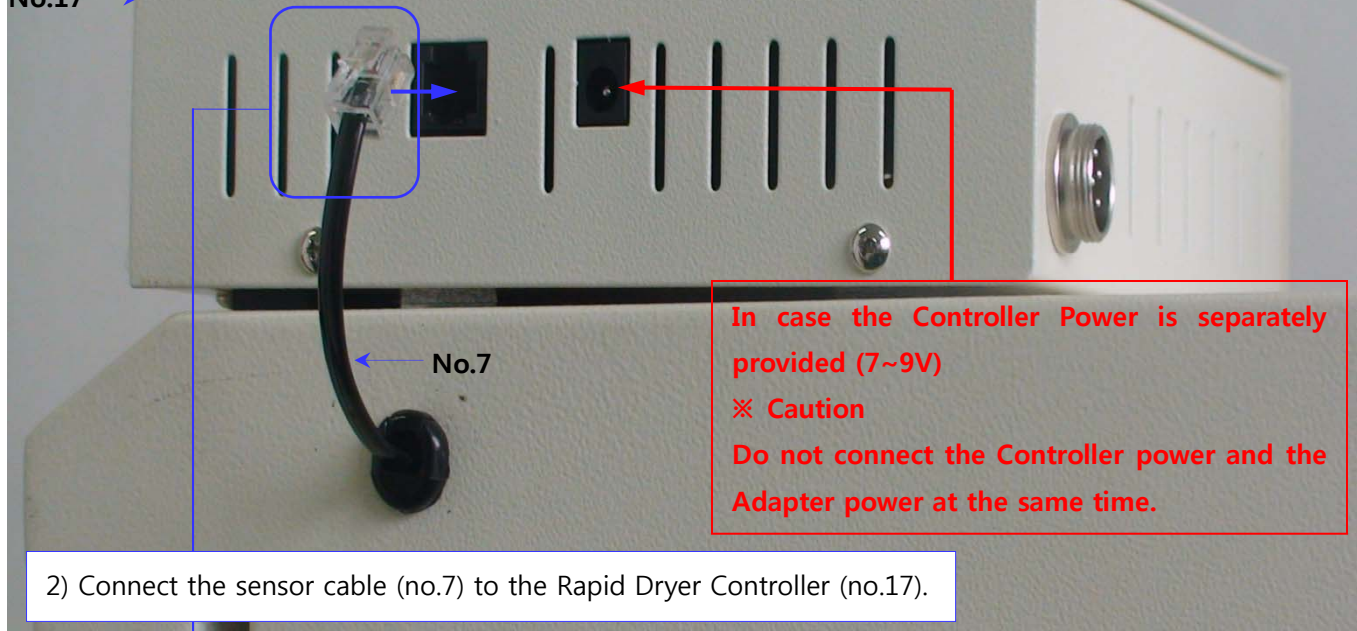 No.17
In case the Controller Power is separately
provided (7~9V)
※ Caution
Do not connect the Controller power and the
Adapter power at the same time.
No.7
2) Connect the sensor cable (no.7) to the Rapid Dryer Controller (no.17).